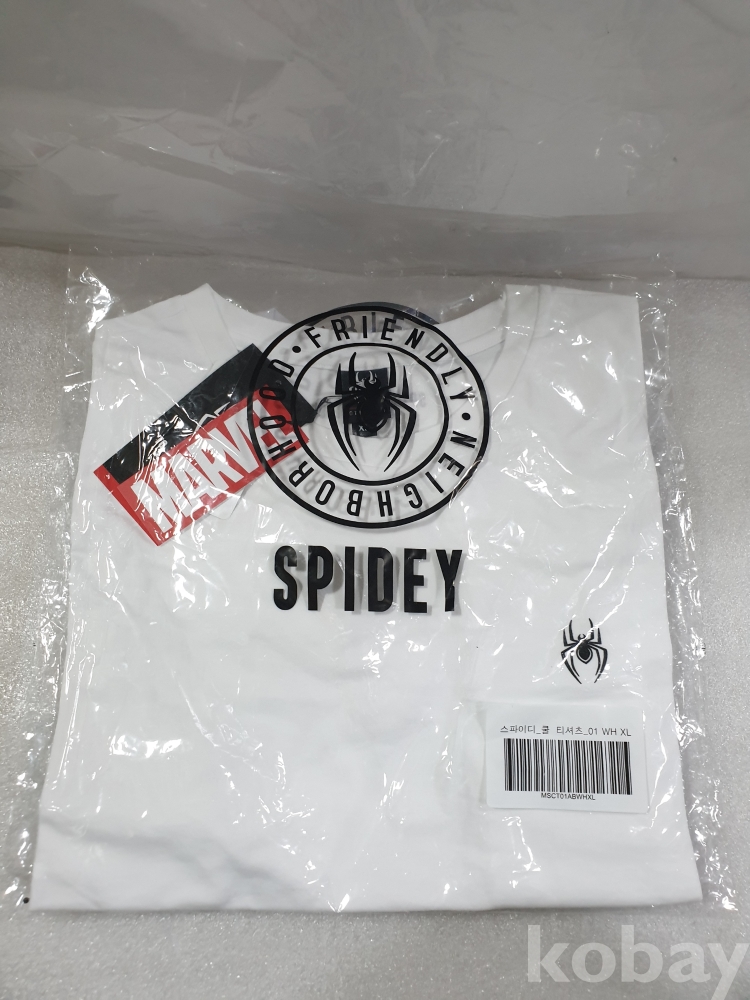 FRIENDLY • NEIGHBORHOOD •
MARVEL
SPIDEY
스파이디_쿨 티셔츠_01 WH XL
MSCT01ABWHXL
kobay